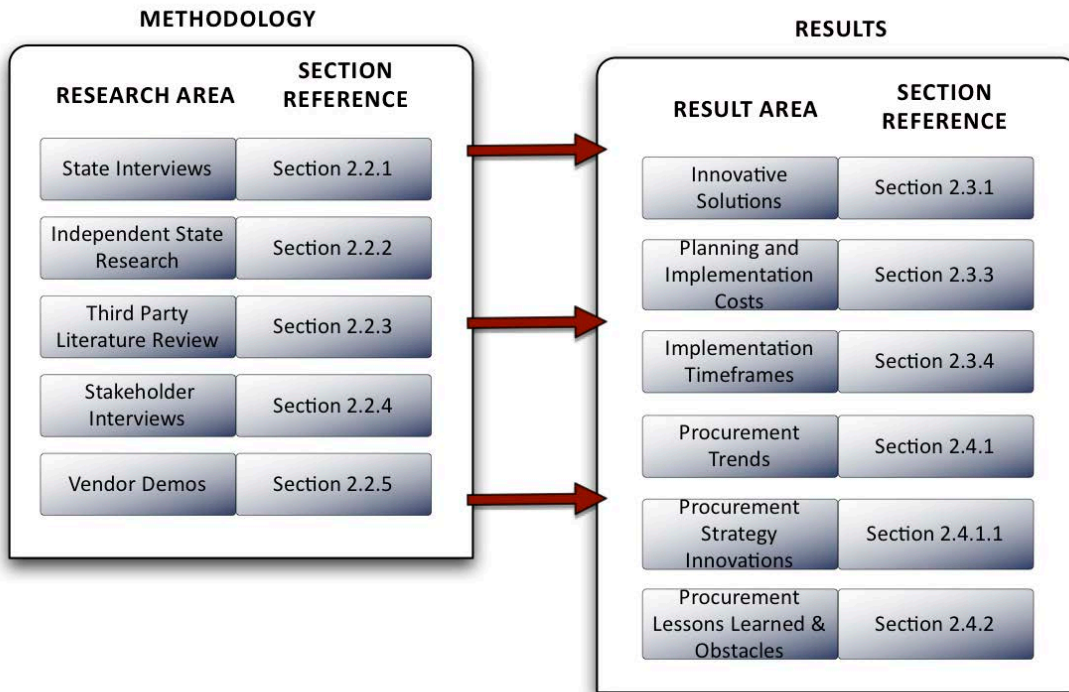 METHODOLOGY
RESEARCH AREA
SECTION
REFERENCE
State Interviews
Section 2.2.1
Independent State
Research
Section 2.2.2
Third Party
Literature Review
Section 2.2.3
Stakeholder
Interviews
Section 2.2.4
Vendor Demos
Section 2.2.5
RESULTS
RESULT AREA
SECTION
REFERENCE
Innovative
Solutions
Section 2.3.1
Planning and
Implementation
Costs
Section 2.3.3
Implementation
Timeframes
Section 2.3.4
Procurement
Trends
Section 2.4.1
Procurement
Strategy
Innovations
Section 2.4.1.1
Procurement
Lessons Learned &
Obstacles
Section 2.4.2